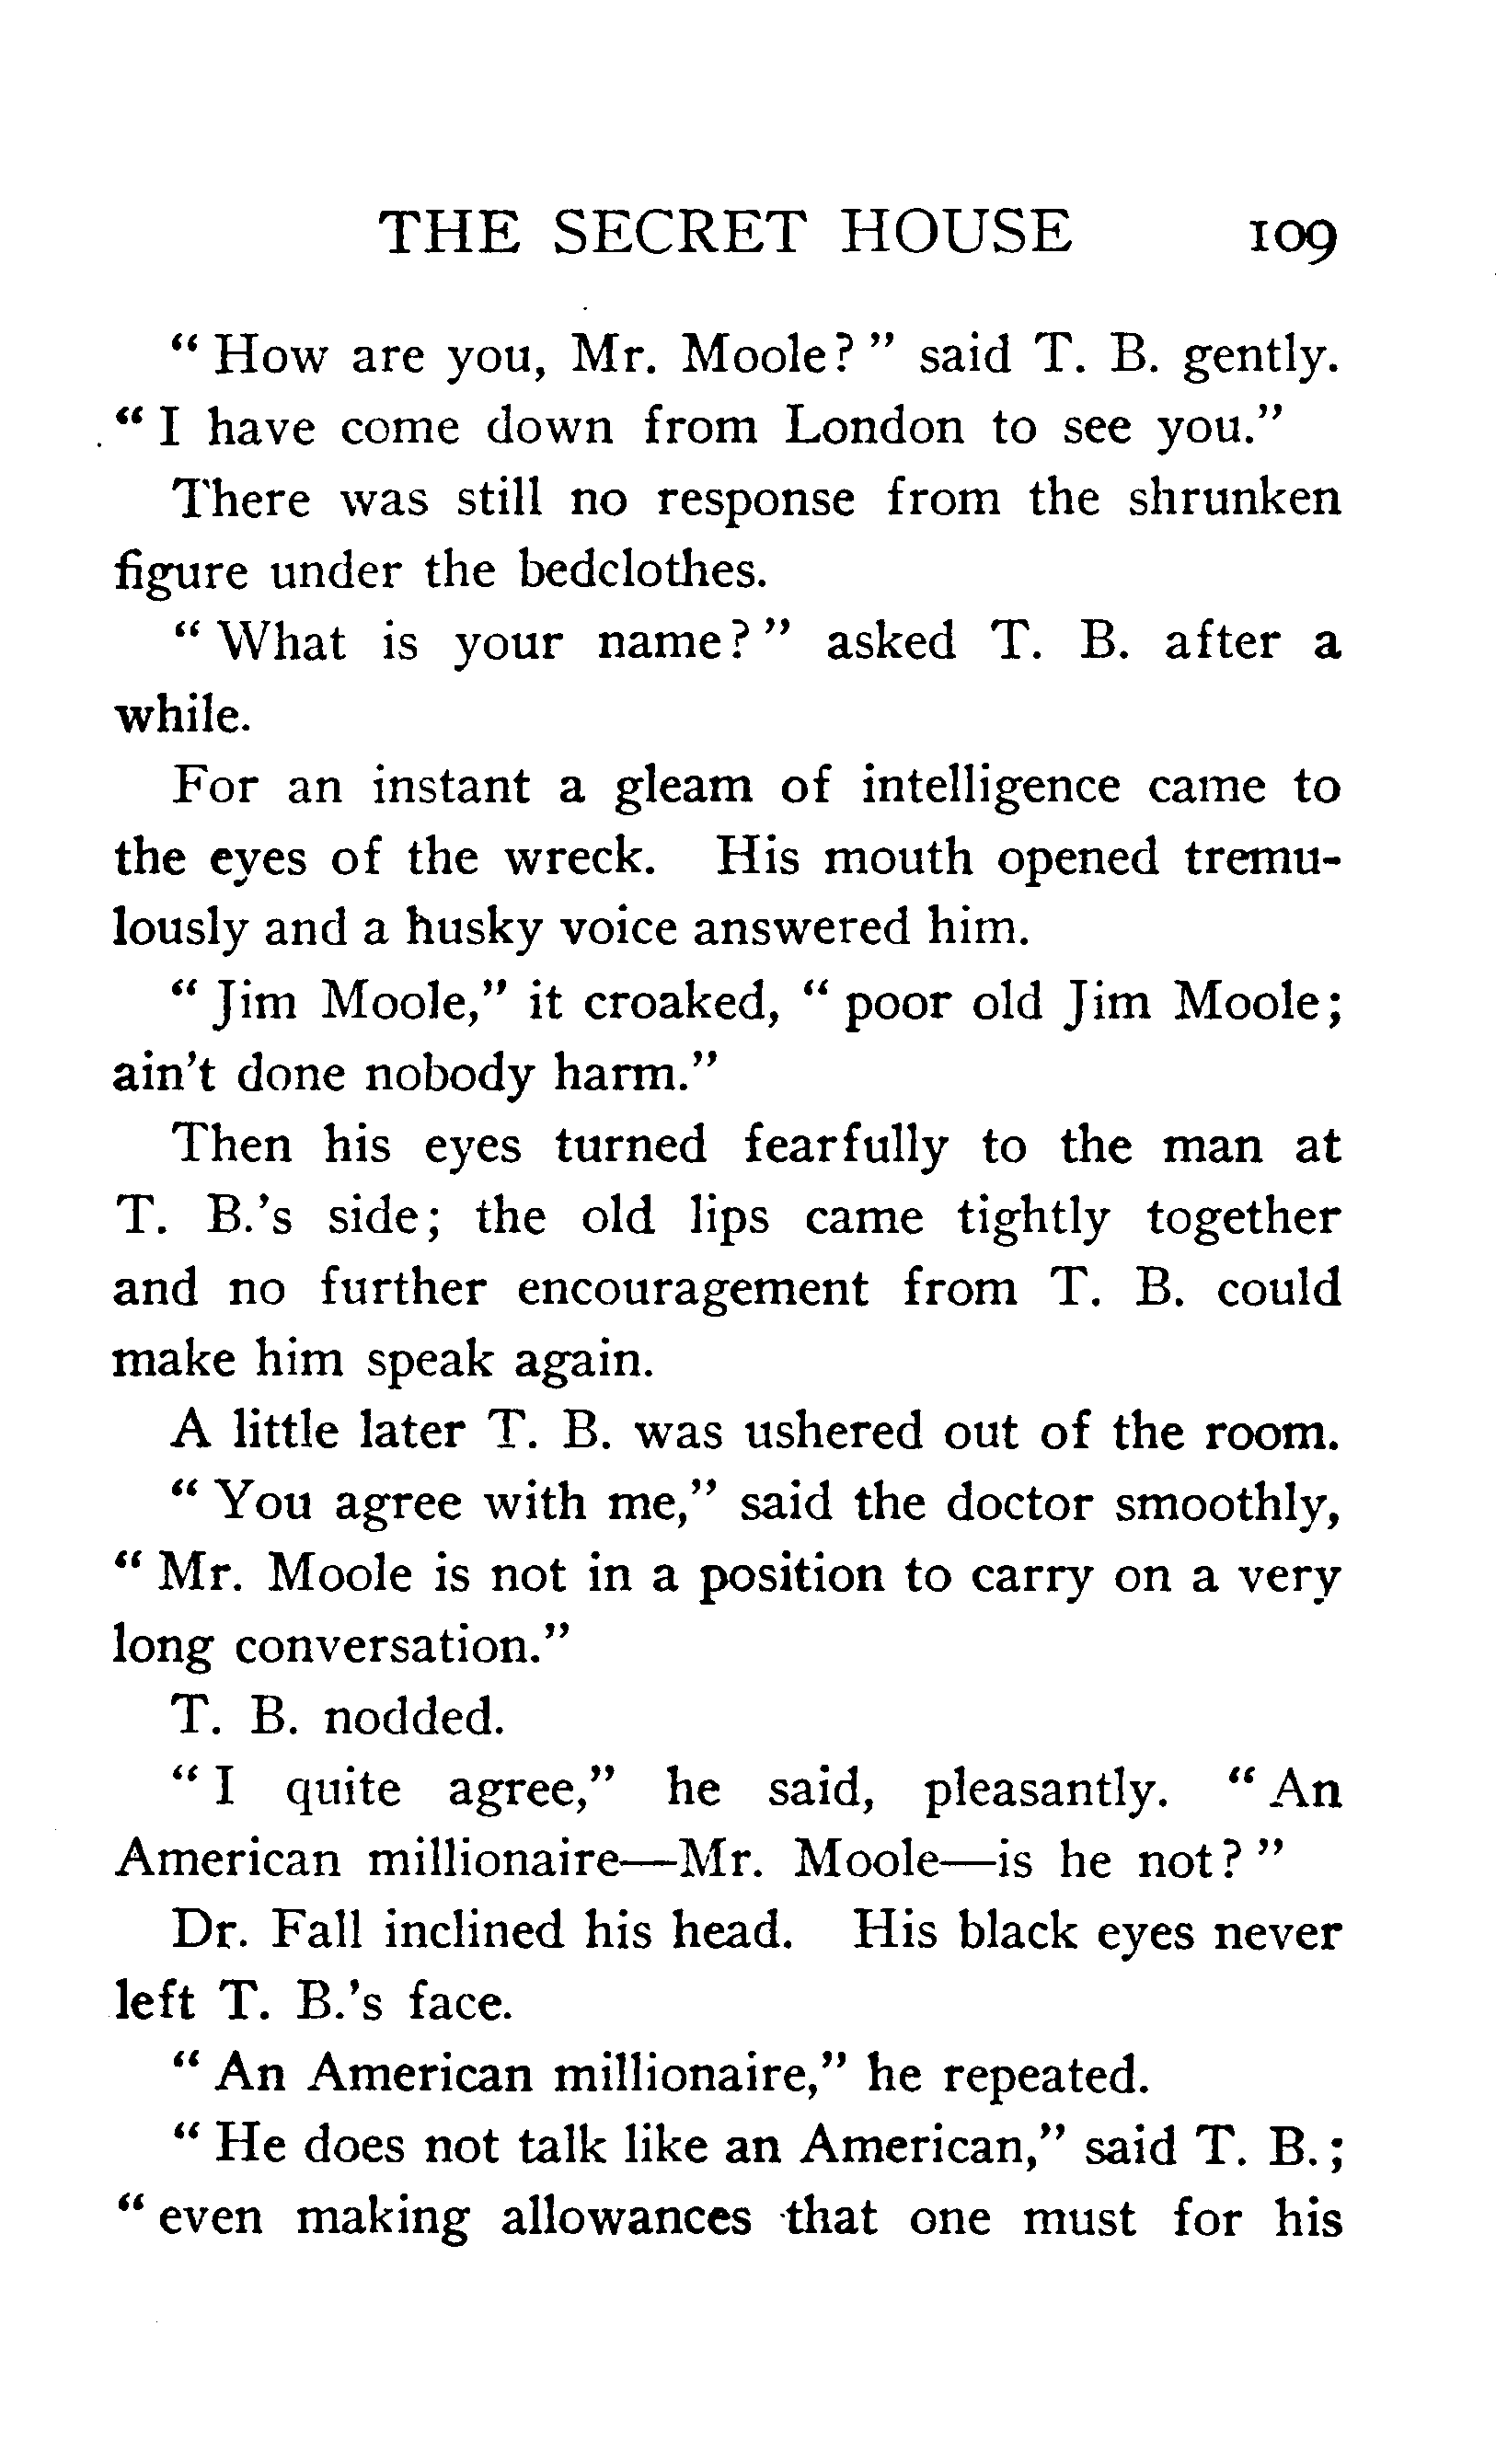 THE SECRET HOUSE 109
" How are you, Mr. Moole? " said T. B. gently.
" I have come down from London to see you."
There was still no response from the shrunken
figure under the bedclothes.
" What is your name? " asked T. B. after a
while.
For an instant a gleam of intelligence came to
the eyes of the wreck. His mouth opened tremu-
lously and a husky voice answered him.
" Jim Moole," it croaked, " poor old Jim Moole;
ain't done nobody harm."
Then his eyes turned fearfully to the man at
T. B.'s side; the old lips came tightly together
and no further encouragement from T. B. could
make him speak again.
A little later T. B. was ushered out of the room.
" You agree with me," said the doctor smoothly,
" Mr. Moole is not in a position to carry on a very
long conversation."
T. B. nodded.
" I quite agree," he said, pleasantly. " An
American millionaire—Mr. Moole—is he not? "
Dr. Fall inclined his head. His black eyes never
left T. B.'s face.
" An American millionaire," he repeated.
" He does not talk like an American," said T. B.;
" even making allowances that one must for his